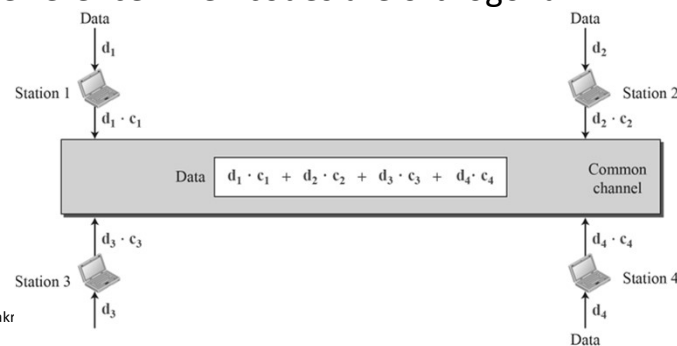 Data Data
d₁ d₂
Station 1 Station 2
d₁ · c₁ d₂ · c₂
Data d₁ · c₁ + d₂ · c₂ + d₃ · c₃ + d₄ · c₄ Common
channel
d₃ · c₃ d₄ · c₄
Station 3 Station 4
d₃ d₄
Data